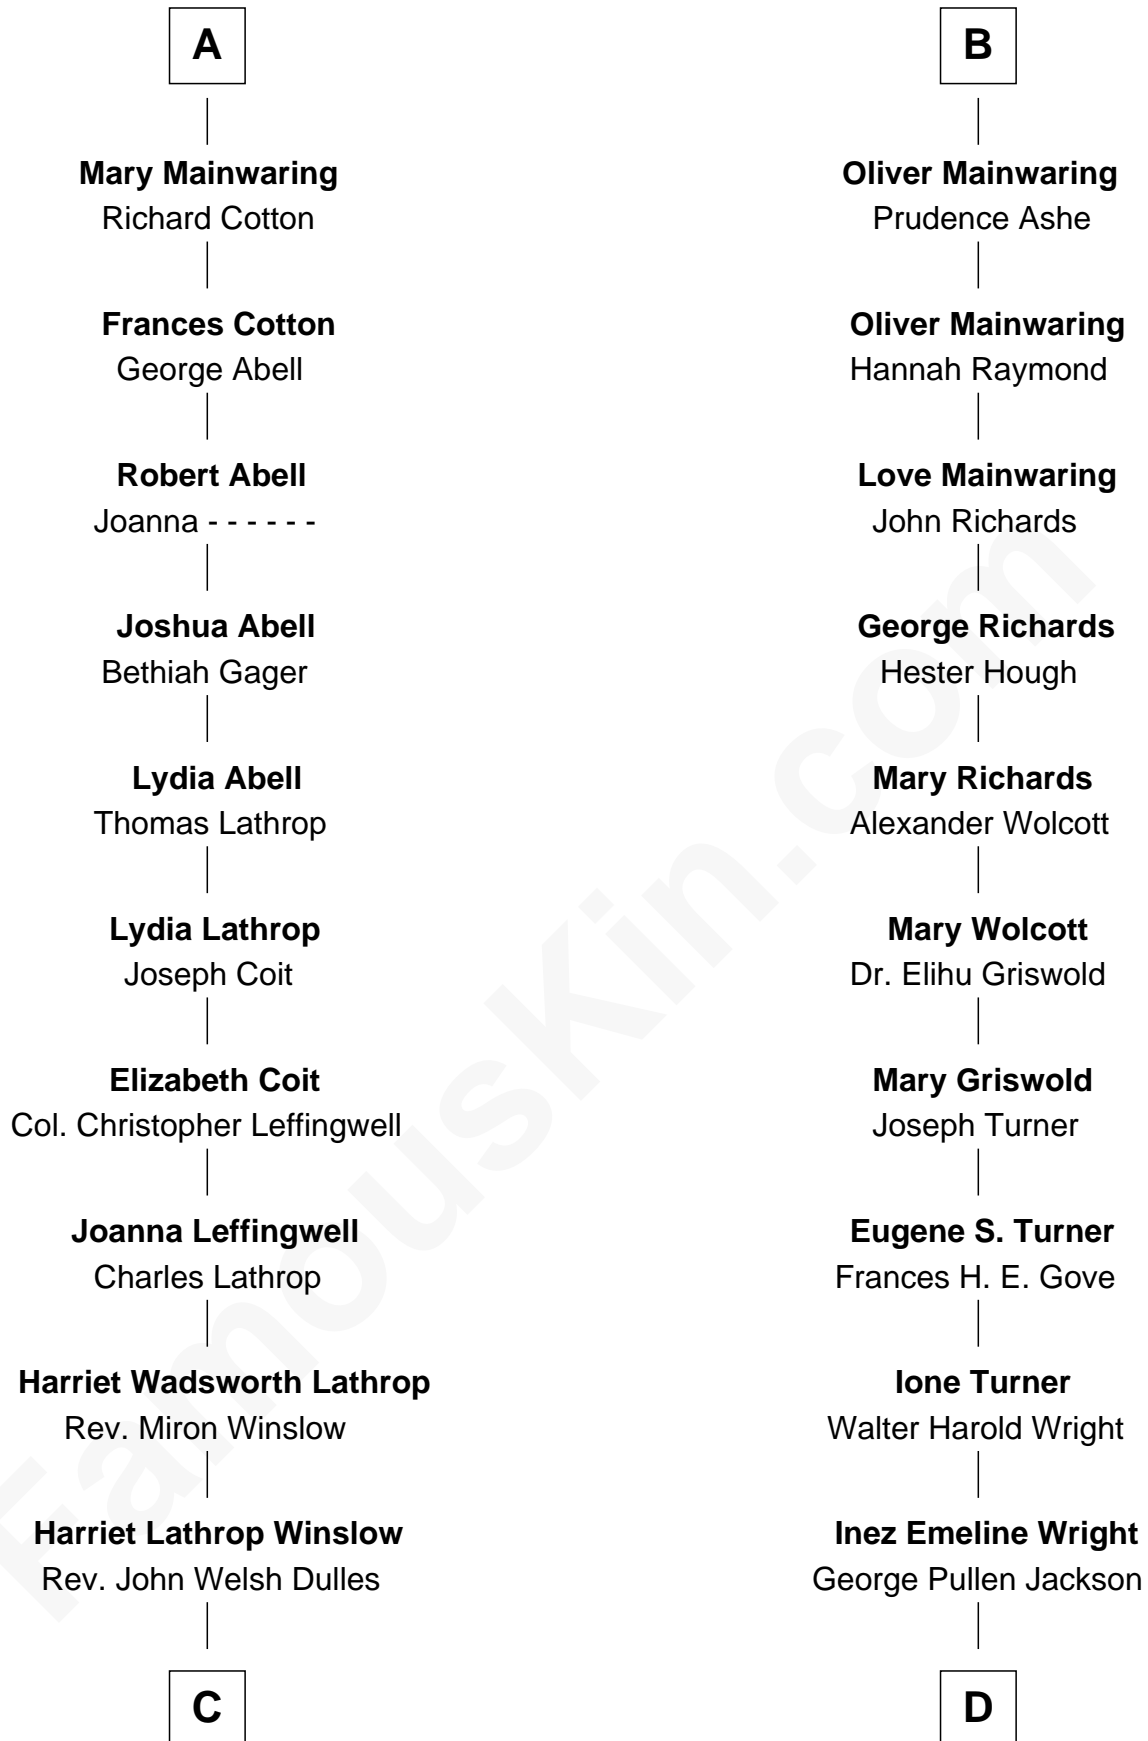 A
Mary Mainwaring
Richard Cotton
Frances Cotton
George Abell
Robert Abell
Joanna - - - - - -
Joshua Abell
Bethiah Gager
Lydia Abell
Thomas Lathrop
Lydia Lathrop
Joseph Coit
Elizabeth Coit
Col. Christopher Leffingwell
Joanna Leffingwell
Charles Lathrop
Harriet Wadsworth Lathrop
Rev. Miron Winslow
Harriet Lathrop Winslow
Rev. John Welsh Dulles
C
B
Oliver Mainwaring
Prudence Ashe
Oliver Mainwaring
Hannah Raymond
Love Mainwaring
John Richards
George Richards
Hester Hough
Mary Richards
Alexander Wolcott
Mary Wolcott
Dr. Elihu Griswold
Mary Griswold
Joseph Turner
Eugene S. Turner
Frances H. E. Gove
Ione Turner
Walter Harold Wright
Inez Emeline Wright
George Pullen Jackson
D
FamousKin.com